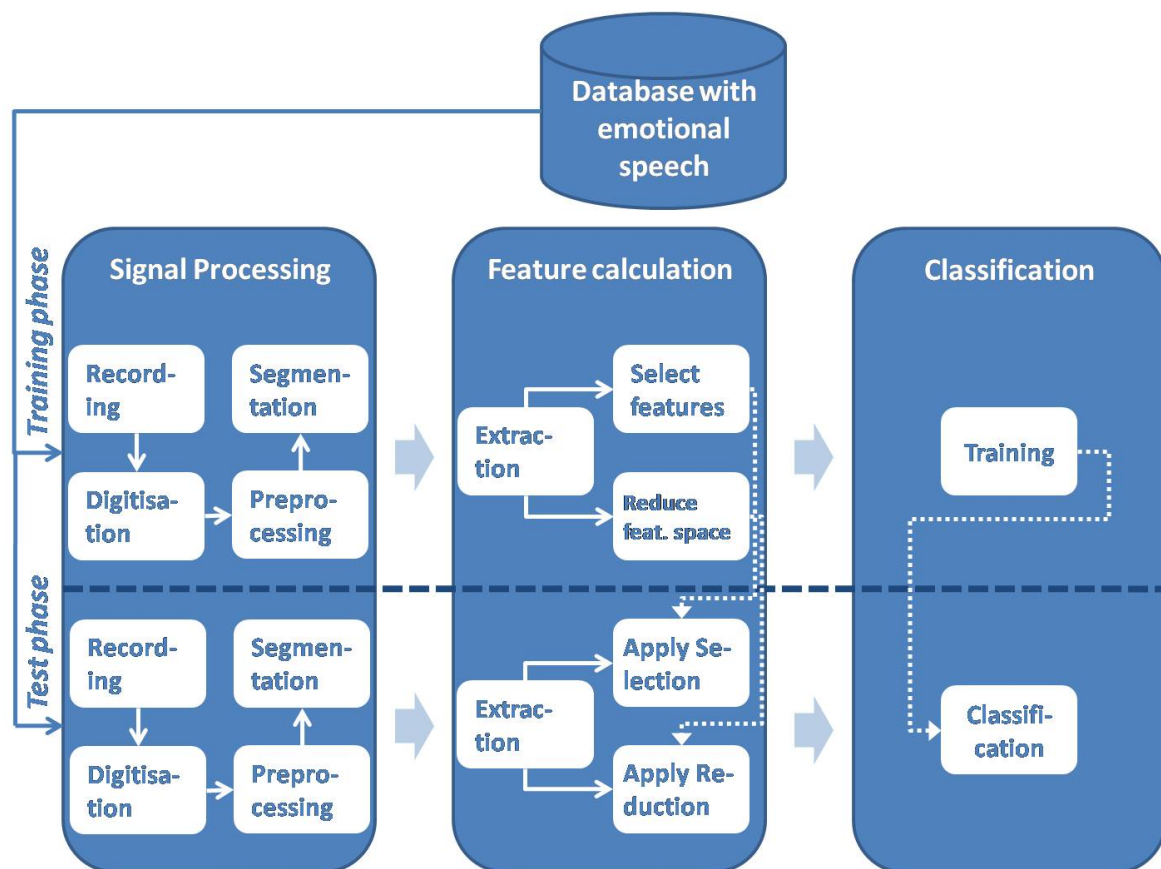 Database with
emotional
speech
Training phase
Signal Processing
Record-
ing
Segmen-
tation
Digitisa-
tion
Prepro-
cessing
Feature calculation
Extrac-
tion
Select
features
Reduce
feat. space
Classification
Training
Test phase
Record-
ing
Segmen-
tation
Digitisa-
tion
Prepro-
cessing
Extrac-
tion
Apply Se-
lection
Apply Re-
duction
Classifi-
cation